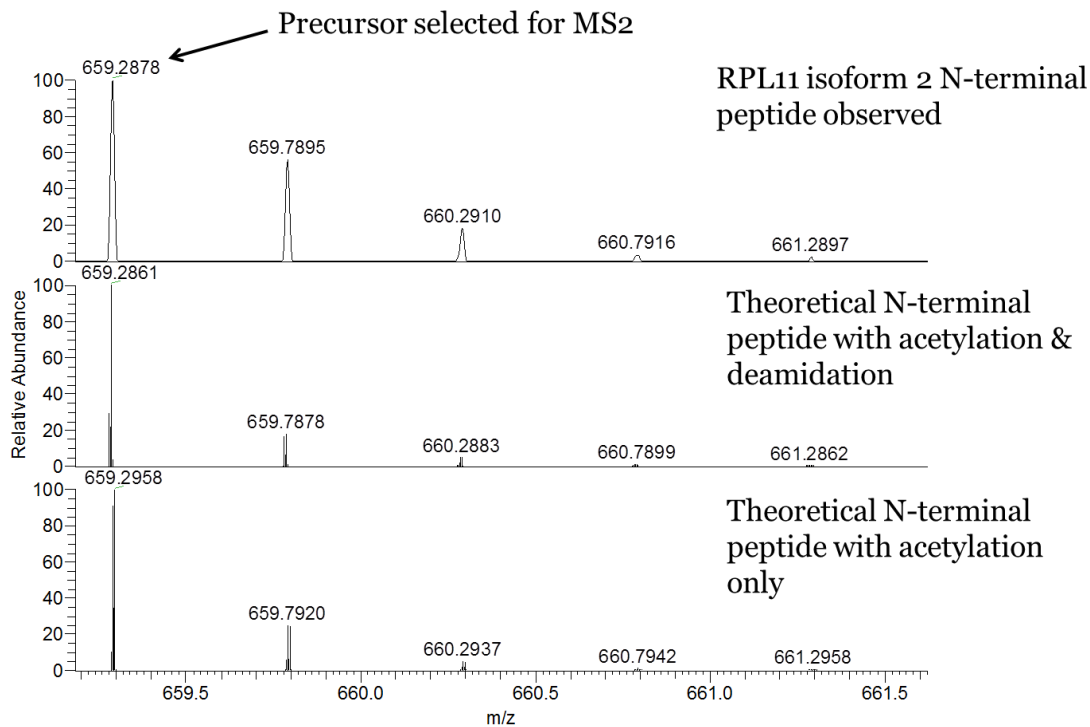 Precursor selected for MS2
659.2878
100
80
60
40
20
0
659.7895
660.2910
660.7916
661.2897
RPL11 isoform 2 N-terminal
peptide observed
659.2861
100
80
60
40
20
0
659.7878
660.2883
660.7899
661.2862
Theoretical N-terminal
peptide with acetylation &
deamidation
Relative Abundance
659.2958
100
80
60
40
20
0
659.7920
660.2937
660.7942
661.2958
Theoretical N-terminal
peptide with acetylation
only
659.5 660.0 660.5 661.0 661.5
m/z